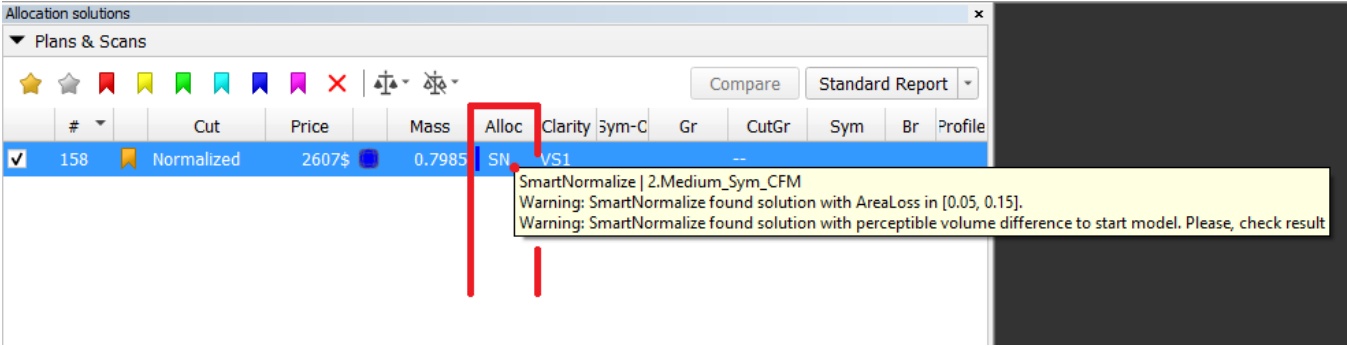 Allocation solutions x
Plans & Scans
Compare Standard Report
# Cut Price Mass Alloc Clarity Sym-C Gr CutGr Sym Br Profile
158 Normalized 2607$ 0.7985 SN VS1 --
SmartNormalize | 2.Medium_Sym_CFM
Warning: SmartNormalize found solution with AreaLoss in [0.05, 0.15].
Warning: SmartNormalize found solution with perceptible volume difference to start model. Please, check result